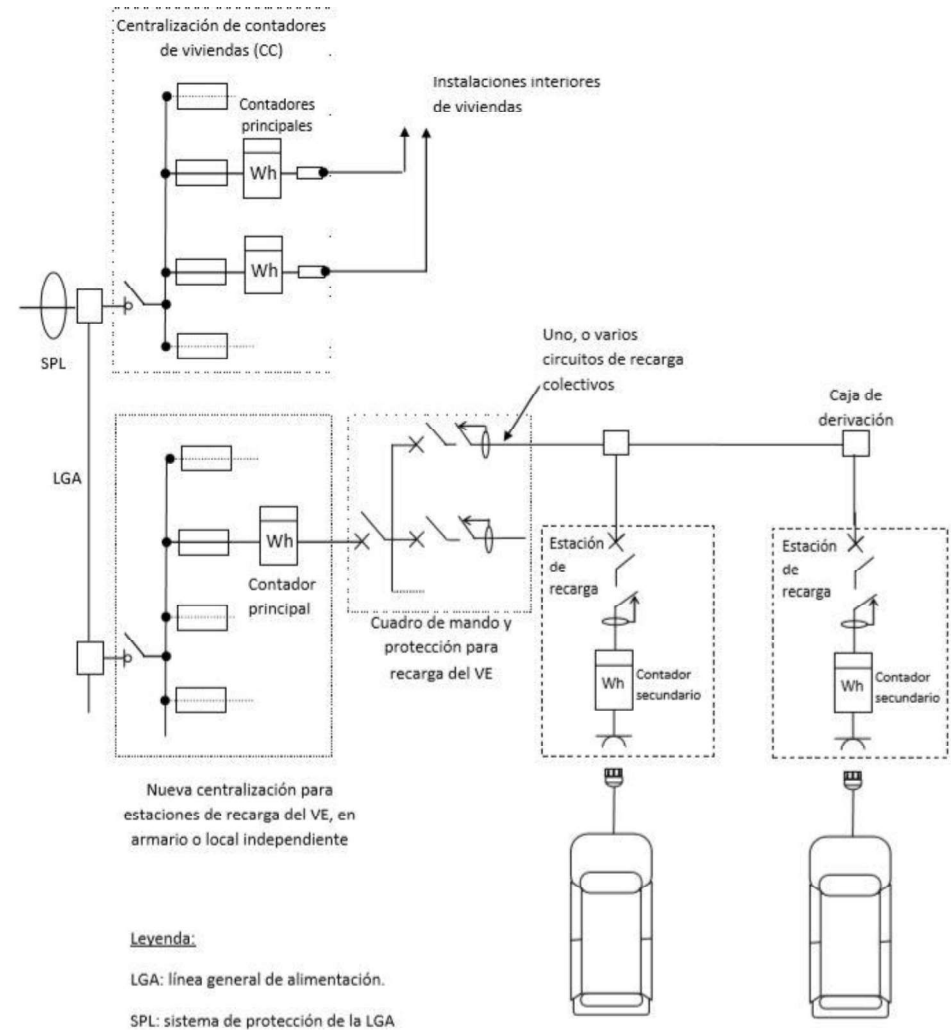 Centralización de contadores
de viviendas (CC)
Contadores
principales
Instalaciones interiores
de viviendas
Wh
Wh
SPL
Uno, o varios
circuitos de recarga
colectivos
Caja de
derivación
LGA
Wh
Contador
principal
Cuadro de mando y
protección para
recarga del VE
Estación
de
recarga
Wh
Contador
secundario
Estación
de
recarga
Wh
Contador
secundario
Nueva centralización para
estaciones de recarga del VE, en
armario o local independiente
Leyenda:
LGA: línea general de alimentación.
SPL: sistema de protección de la LGA